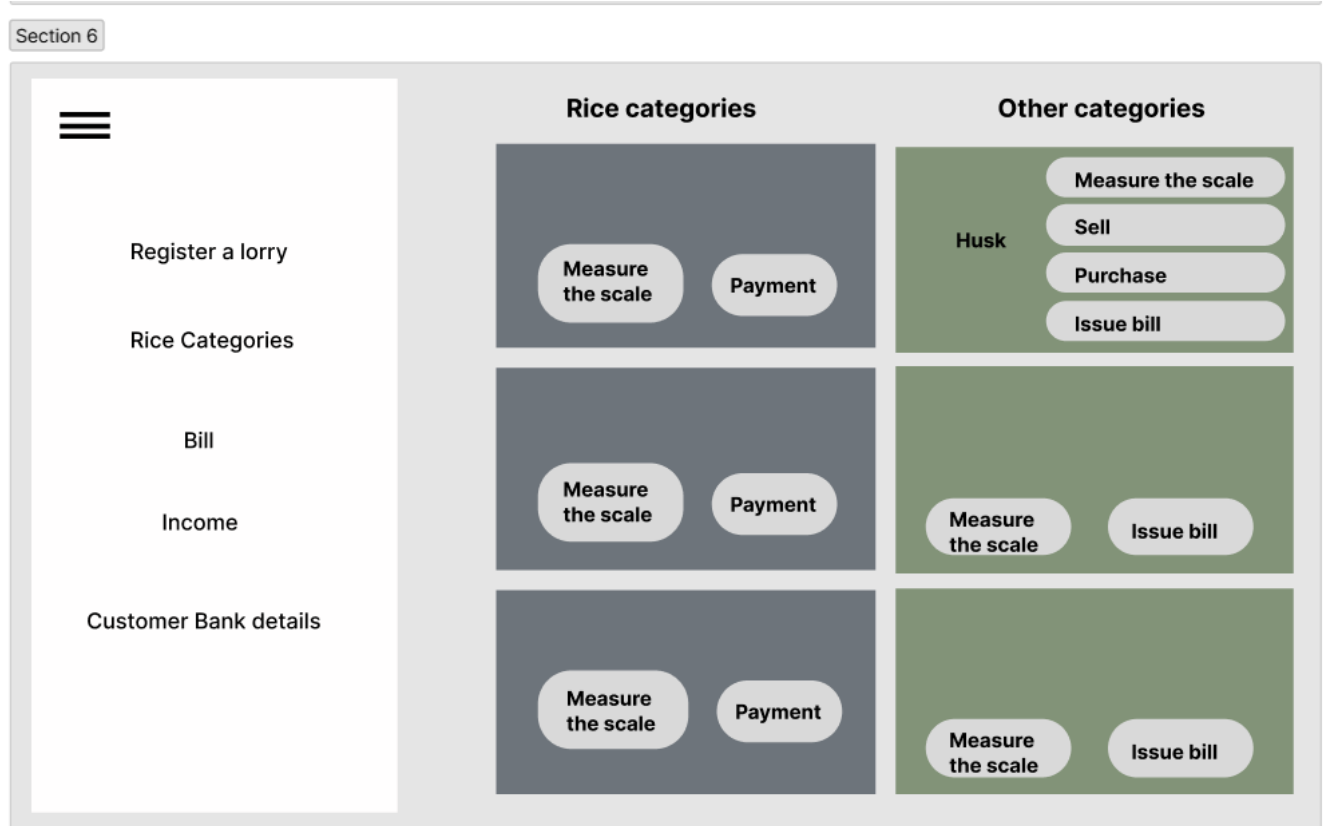 Section 6
Register a lorry
Rice Categories
Bill
Income
Customer Bank details
Rice categories
Measure
the scale
Payment
Measure
the scale
Payment
Measure
the scale
Payment
Other categories
Husk
Measure the scale
Sell
Purchase
Issue bill
Measure
the scale
Issue bill
Measure
the scale
Issue bill